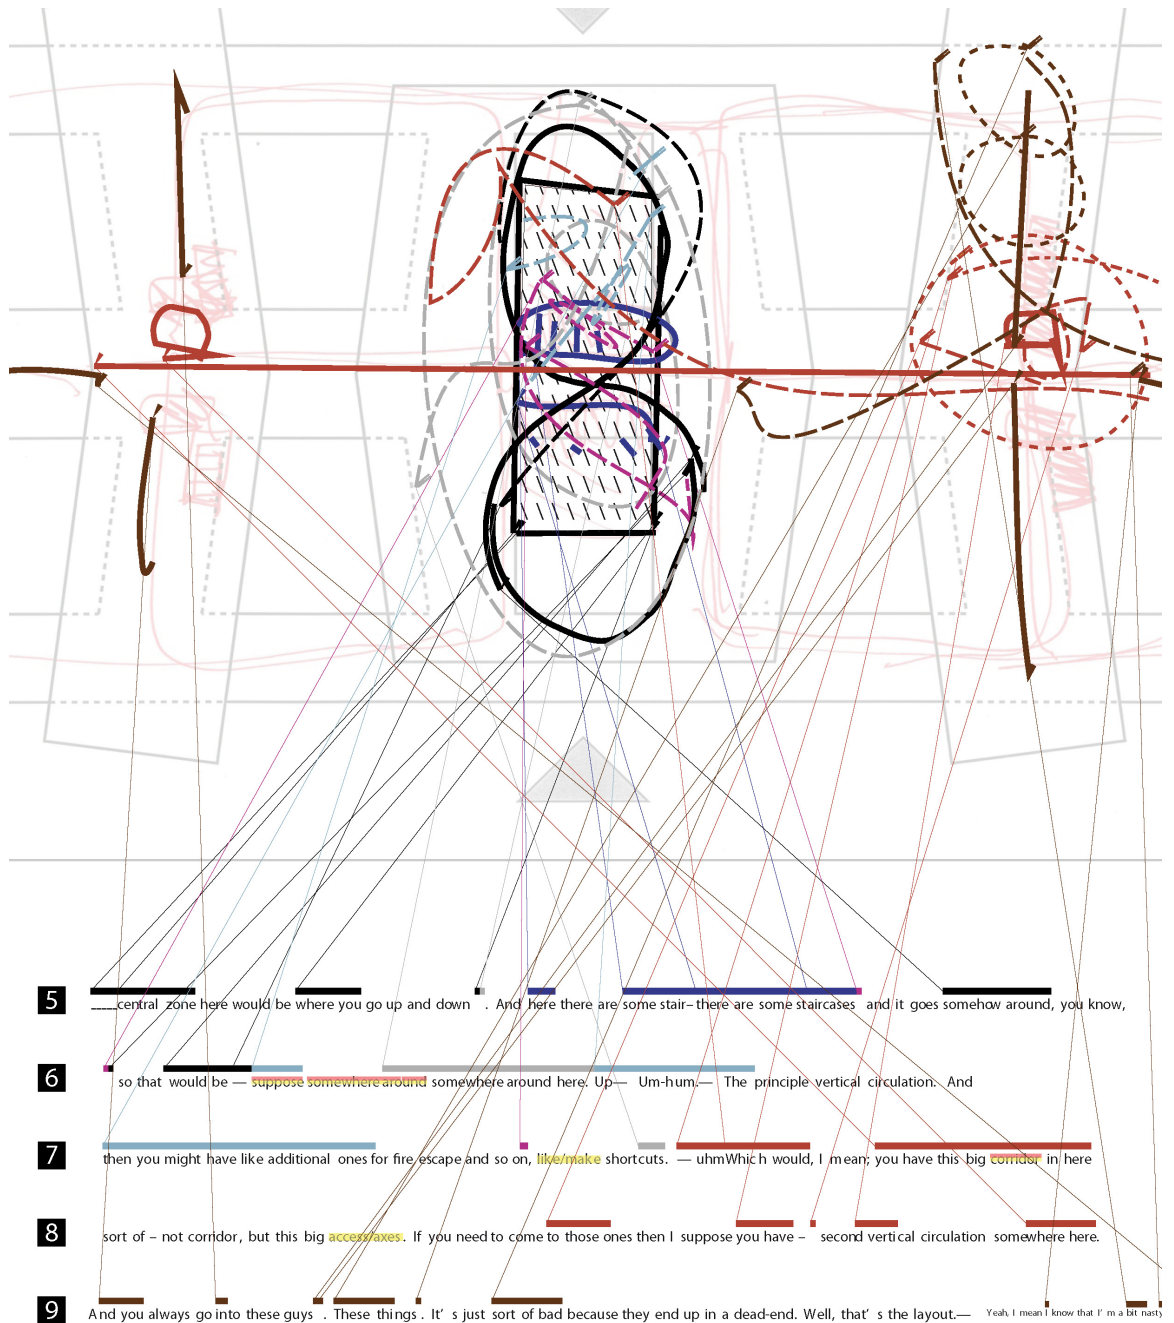 5 _____central zone here would be where you go up and down . And here there are some stair– there are some staircases and it goes somehow around, you know,
6 so that would be — suppose somewhere around somewhere around here. Up— Um-hum.— The principle vertical circulation. And
7 then you might have like additional ones for fire escape and so on, like/make shortcuts. — uhmWhich would, I mean; you have this big corridor in here
8 sort of – not corridor, but this big access/axes. If you need to come to those ones then I suppose you have – second vertical circulation somewhere here.
9 And you always go into these guys . These things . It's just sort of bad because they end up in a dead-end. Well, that's the layout.— Yeah, I mean I know that I'm a bit nasty